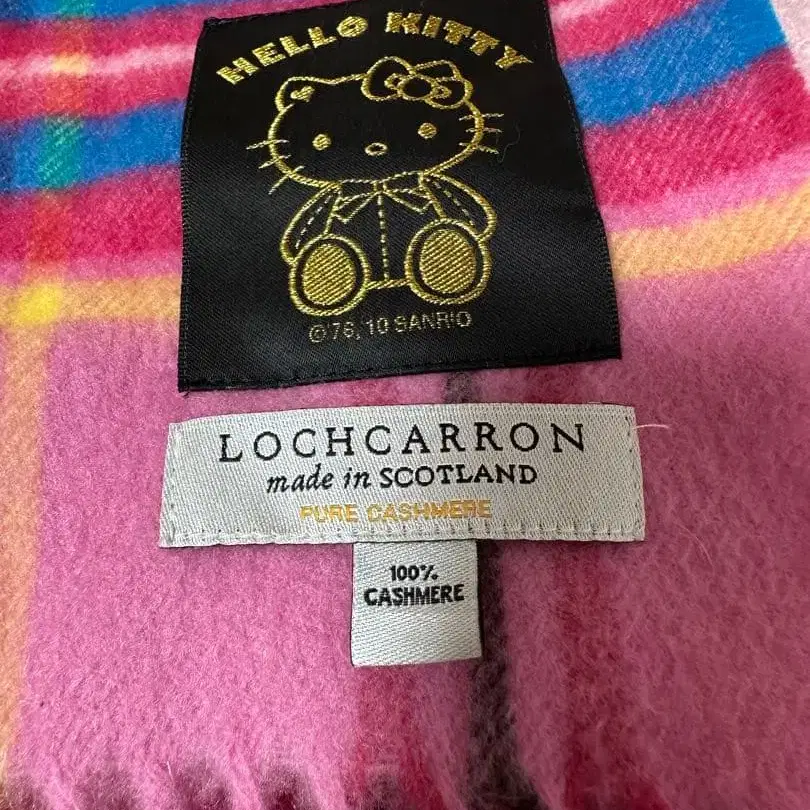 HELLO KITTY
©'76, 10 SANRIO
LOCHCARRON
made in SCOTLAND
PURE CASHMERE
100%
CASHMERE